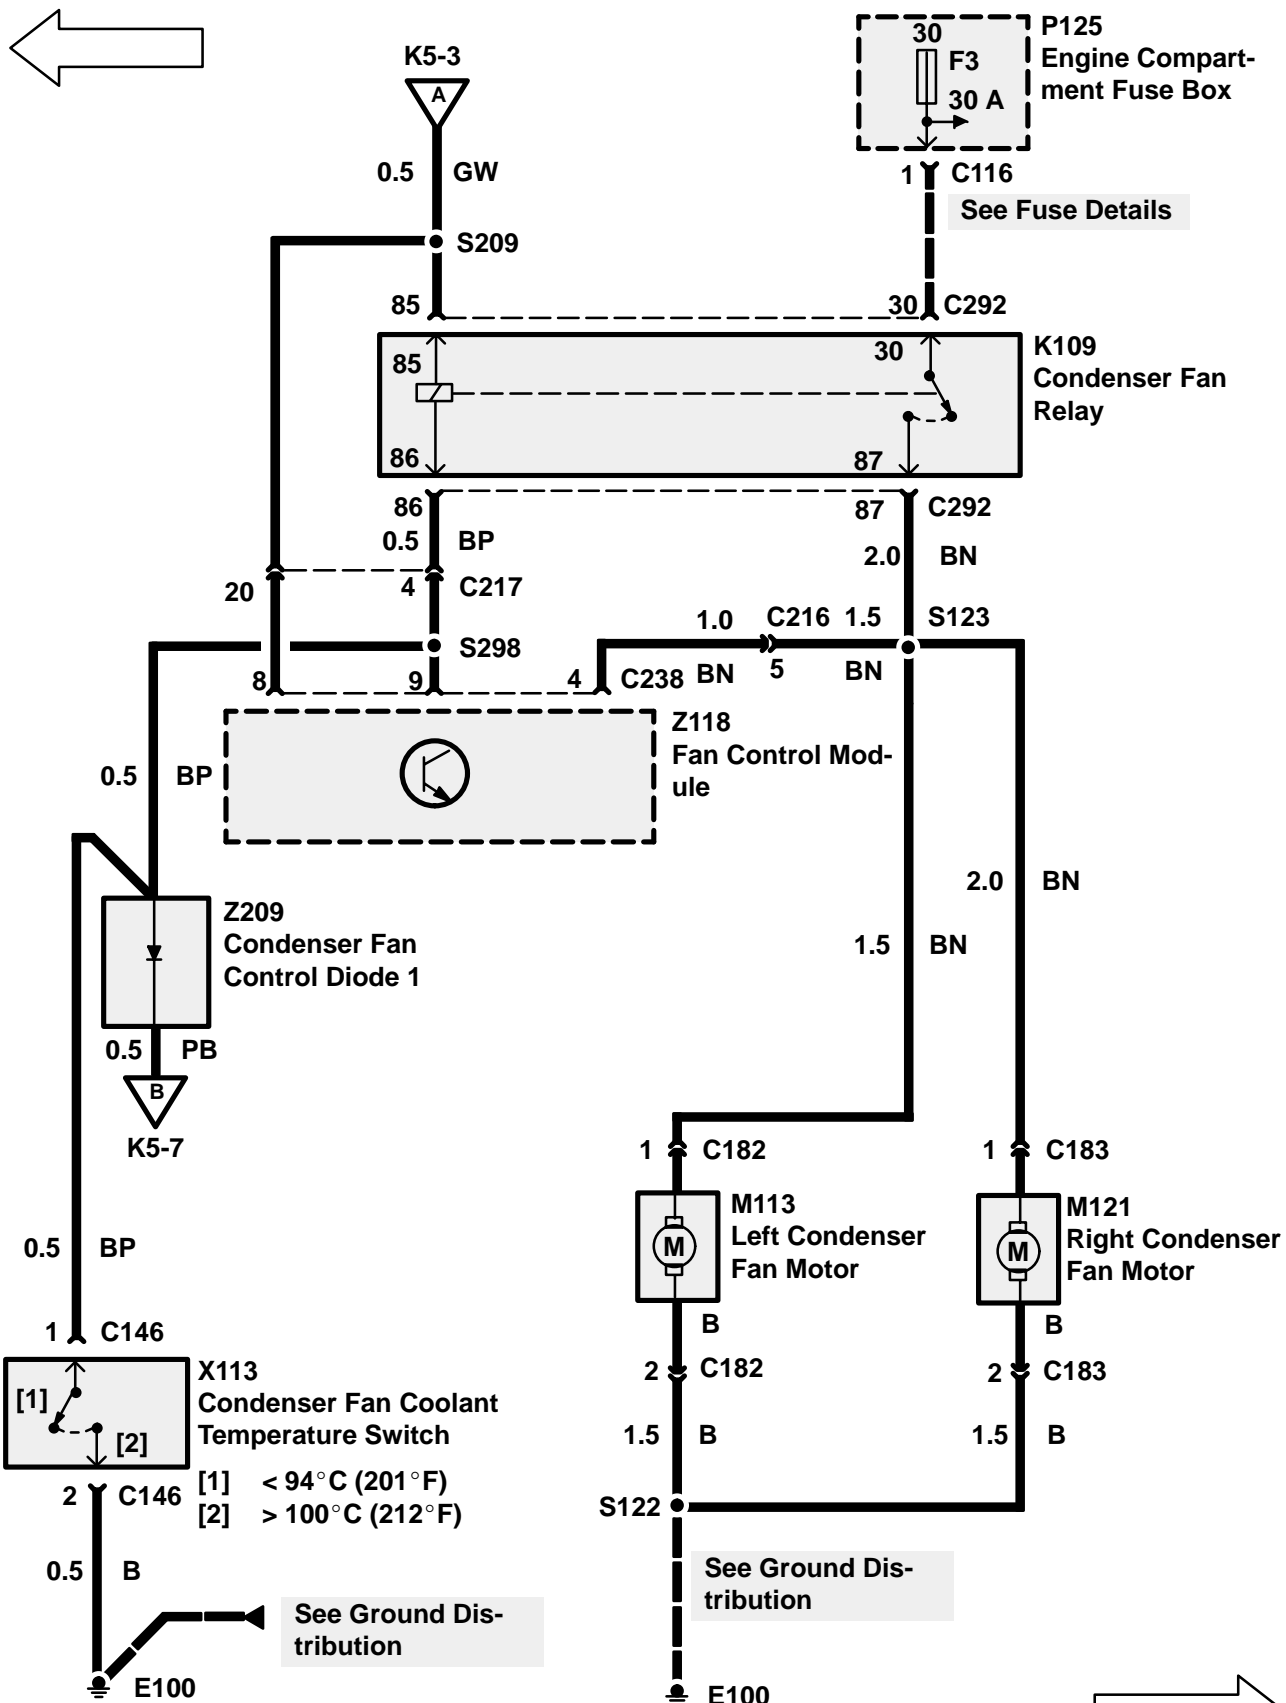 K5-3
A
0.5 GW
S209
30
F3
30 A
P125
Engine Compart-
ment Fuse Box
1 C116
See Fuse Details
85
30 C292
85
30
86
87
K109
Condenser Fan
Relay
86
87 C292
0.5 BP
2.0 BN
20
4 C217
1.0 C216 1.5 S123
S298
BN 5 BN
8
9
4 C238
Z118
Fan Control Mod-
ule
0.5 BP
2.0 BN
1.5 BN
Z209
Condenser Fan
Control Diode 1
0.5 PB
B
K5-7
1 C182
1 C183
M
M113
Left Condenser
Fan Motor
M
M121
Right Condenser
Fan Motor
0.5 BP
B
B
1 C146
2 C182
2 C183
[1]
[2]
X113
Condenser Fan Coolant
Temperature Switch
[1] < 94°C (201°F)
[2] > 100°C (212°F)
1.5 B
1.5 B
2 C146
S122
0.5 B
See Ground Dis-
tribution
See Ground Dis-
tribution
E100
E100